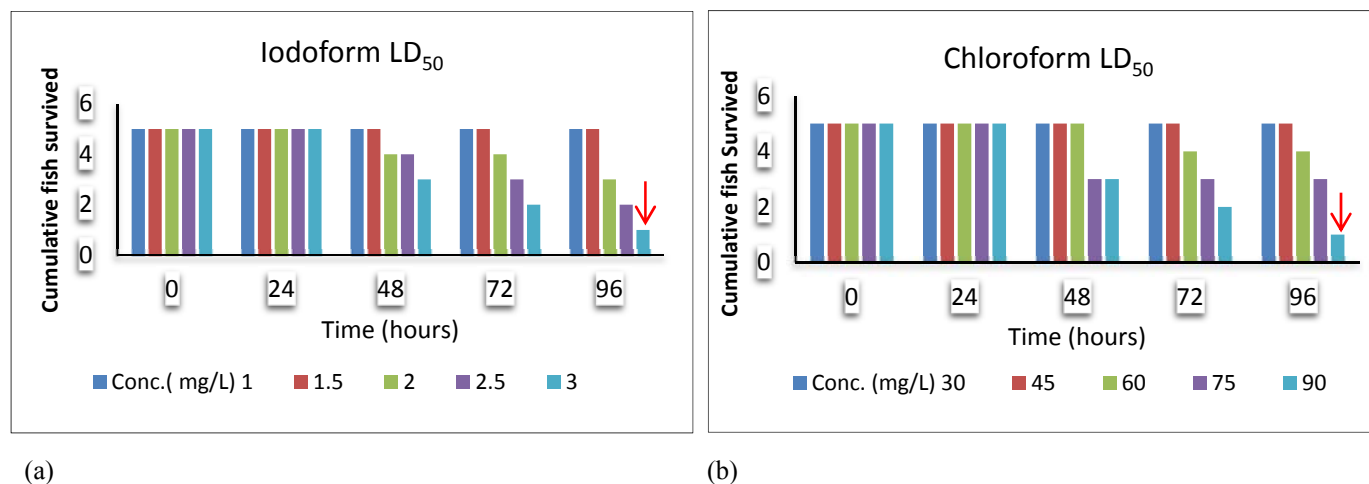 Iodoform LD50
Cumulative fish survived
6
4
2
0
0 24 48 72 96
Time (hours)
Conc.( mg/L) 1 1.5 2 2.5 3
(a)
Chloroform LD50
Cumulative fish Survived
6
4
2
0
0 24 48 72 96
Time (hours)
Conc. (mg/L) 30 45 60 75 90
(b)